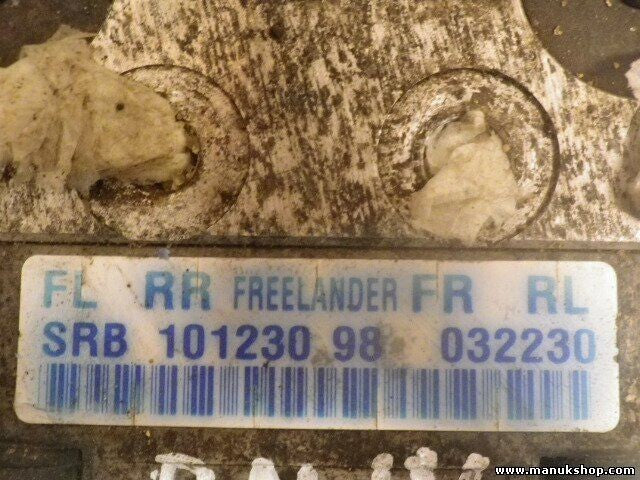 FL RR FREELANDER FR RL
SRB 101230 98 032230
www.manukshop.com